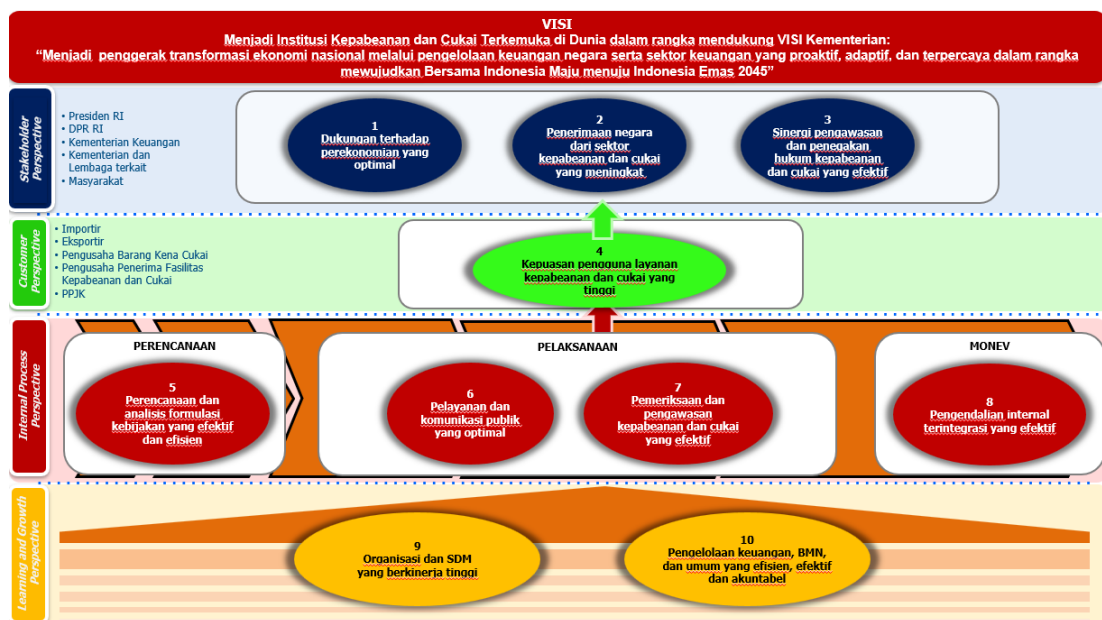 VISI
Menjadi Institusi Kepabeanan dan Cukai Terkemuka di Dunia dalam rangka mendukung VISI Kementerian:
“Menjadi penggerak transformasi ekonomi nasional melalui pengelolaan keuangan negara serta sektor keuangan yang proaktif, adaptif, dan terpercaya dalam rangka
mewujudkan Bersama Indonesia Maju menuju Indonesia Emas 2045”
Stakeholder
Perspective
• Presiden RI
• DPR RI
• Kementerian Keuangan
• Kementerian dan
Lembaga terkait
• Masyarakat
1
Dukungan terhadap
perekonomian yang
optimal
2
Penerimaan negara
dari sektor
kepabeanan dan cukai
yang meningkat
3
Sinergi pengawasan
dan penegakan
hukum kepabeanan
dan cukai yang efektif
Customer
Perspective
• Importir
• Eksportir
• Pengusaha Barang Kena Cukai
• Pengusaha Penerima Fasilitas
Kepabeanan dan Cukai
• PPJK
4
Kepuasan pengguna layanan
kepabeanan dan cukai yang
tinggi
Internal Process
Perspective
PERENCANAAN
5
Perencanaan dan
analisis formulasi
kebijakan yang efektif
dan efisien
PELAKSANAAN
6
Pelayanan dan
komunikasi publik
yang optimal
7
Pemeriksaan dan
pengawasan
kepabeanan dan cukai
yang efektif
MONEV
8
Pengendalian internal
terintegrasi yang efektif
Learning and Growth
Perspective
9
Organisasi dan SDM
yang berkinerja tinggi
10
Pengelolaan keuangan, BMN,
dan umum yang efisien, efektif
dan akuntabel